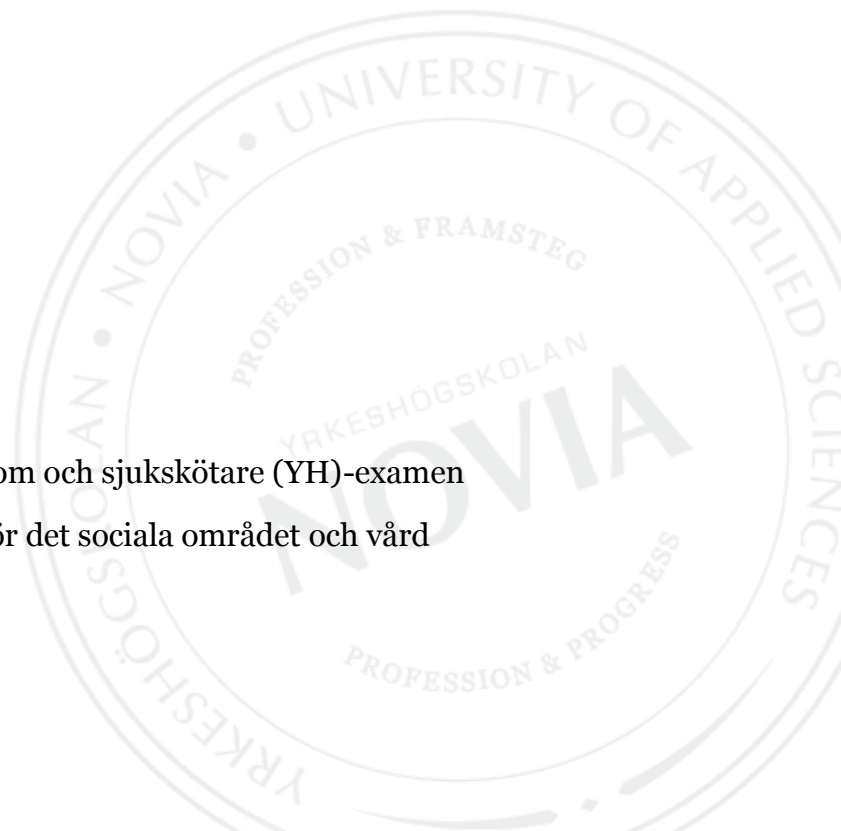 YRKESHÖGSKOLAN • NOVIA • UNIVERSITY OF APPLIED SCIENCES
PROFESSION & FRAMSTEG
YRKESHÖGSKOLAN
NOVIA
om och sjukskötare (YH)-examen
ör det sociala området och vård
PROFESSION & PROGRESS